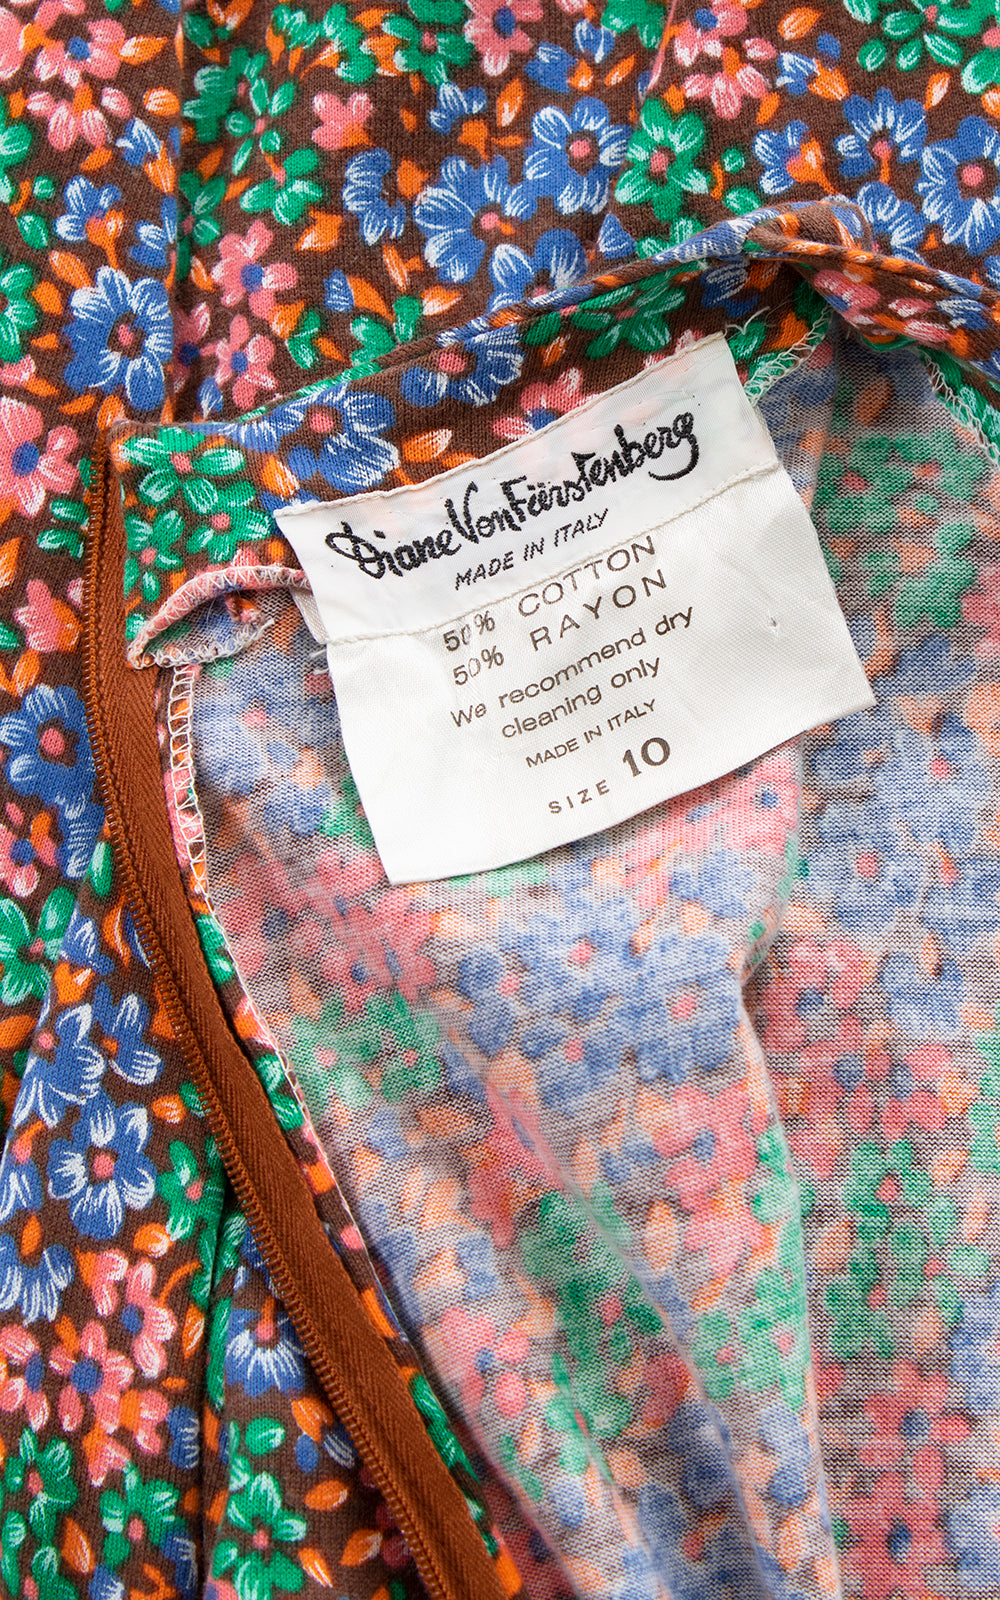 Diane Von Fürstenberg
MADE IN ITALY
50% COTTON
50% RAYON
We recommend dry
cleaning only
MADE IN ITALY
SIZE 10